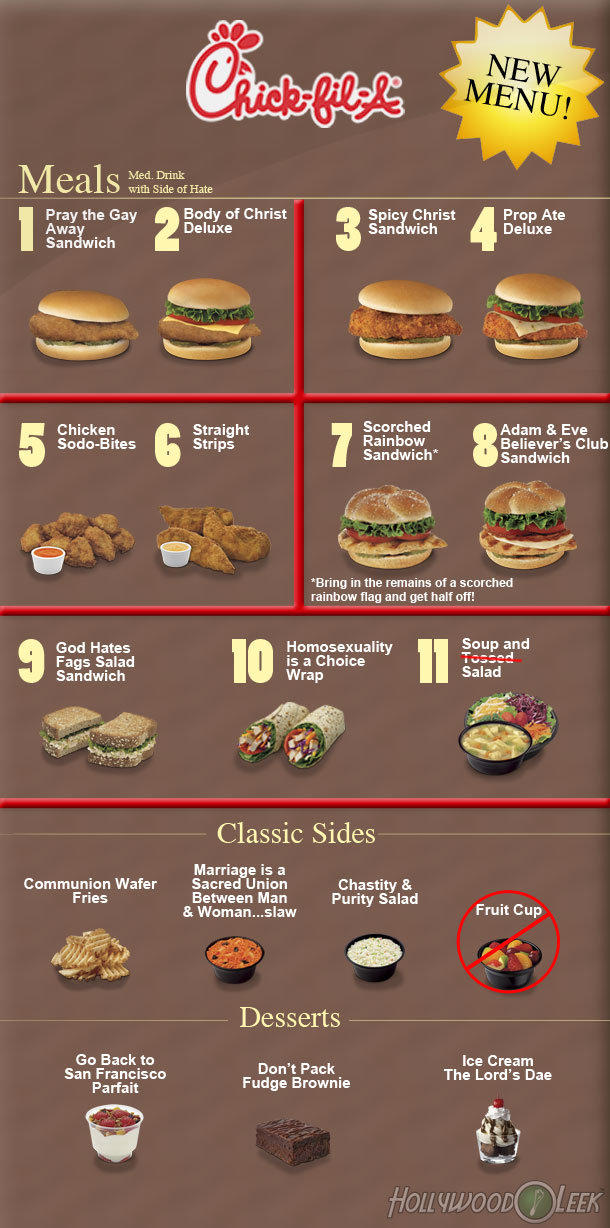 Chick-fil-A®
NEW
MENU!
Meals
Med. Drink
with Side of Hate
1
Pray the Gay
Away
Sandwich
2
Body of Christ
Deluxe
3
Spicy Christ
Sandwich
4
Prop Ate
Deluxe
5
Chicken
Sodo-Bites
6
Straight
Strips
7
Scorched
Rainbow
Sandwich*
8
Adam & Eve
Believer's Club
Sandwich
*Bring in the remains of a scorched
rainbow flag and get half off!
9
God Hates
Fags Salad
Sandwich
10
Homosexuality
is a Choice
Wrap
11
Soup and
Tossed
Salad
Classic Sides
Communion Wafer
Fries
Marriage is a
Sacred Union
Between Man
& Woman...slaw
Chastity &
Purity Salad
Fruit Cup
Desserts
Go Back to
San Francisco
Parfait
Don't Pack
Fudge Brownie
Ice Cream
The Lord's Dae
HOLLYWOOD LEEK